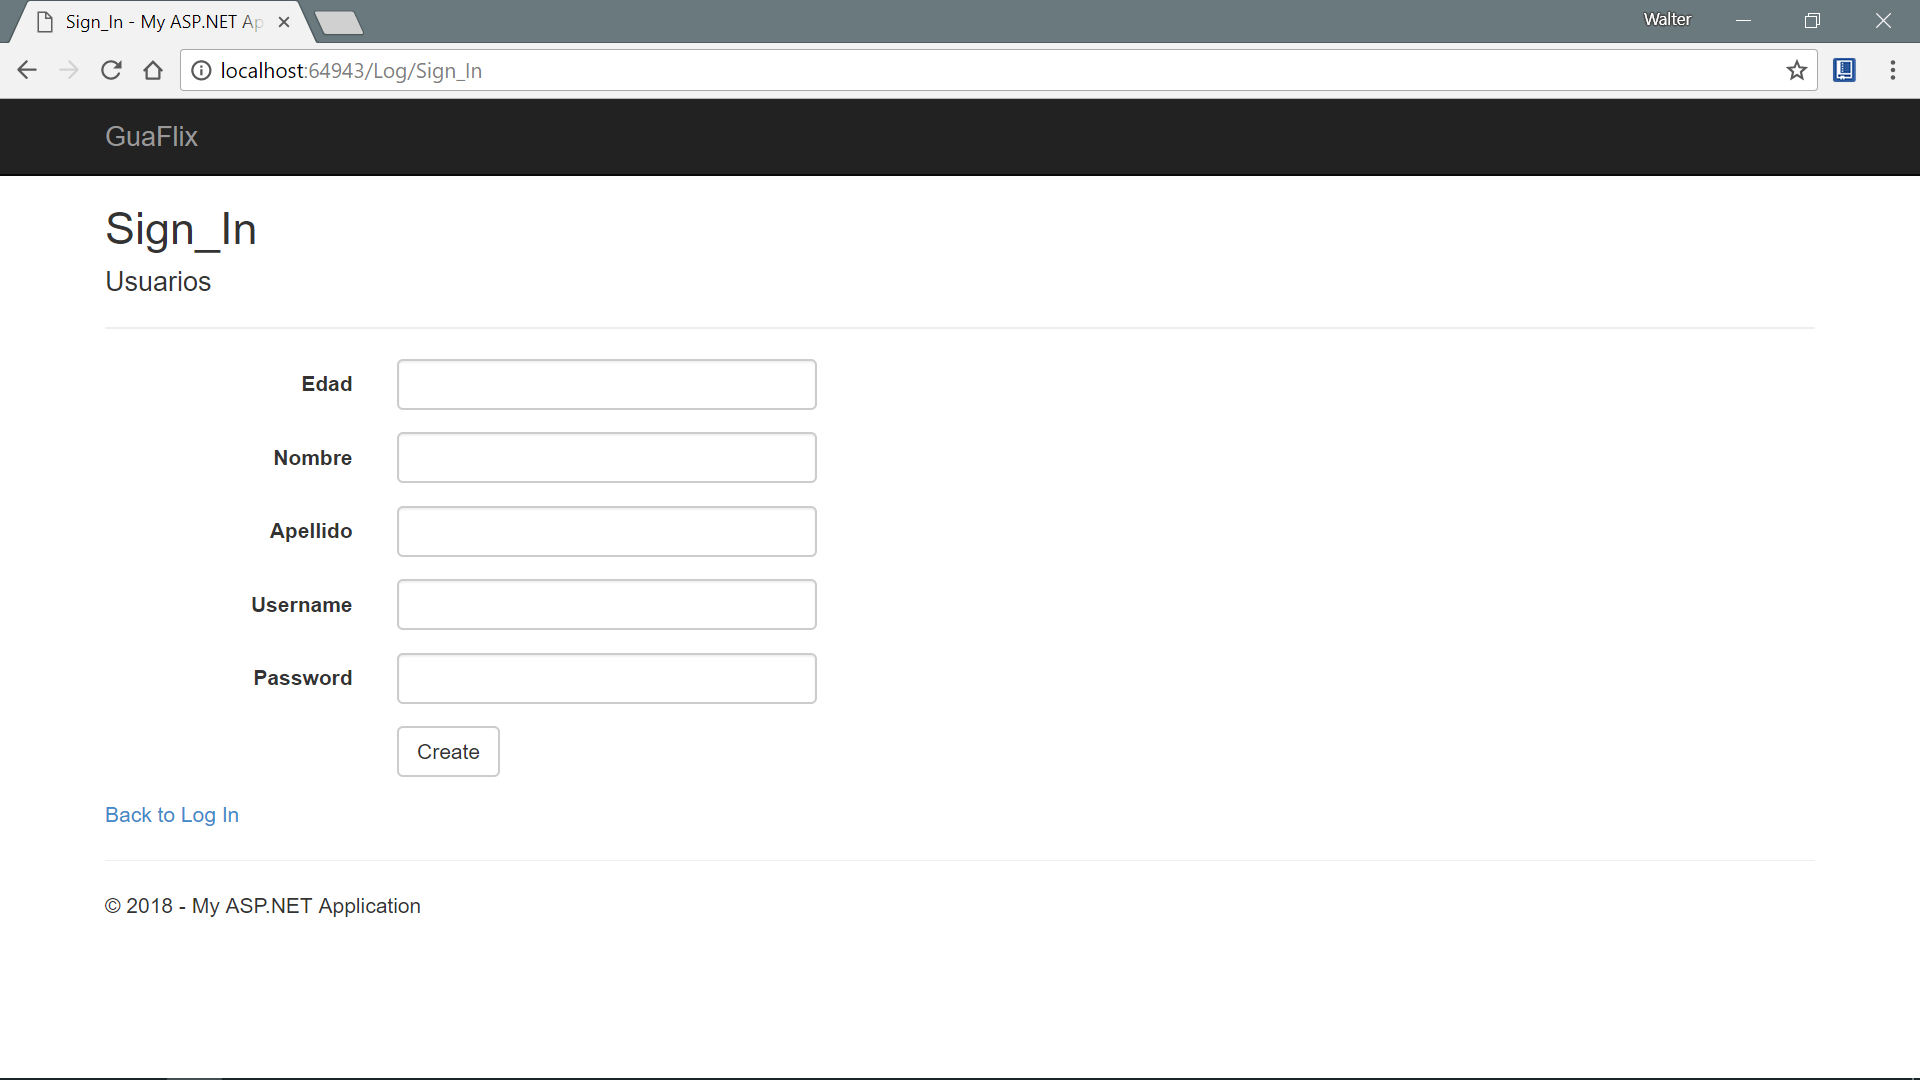 Sign_In - My ASP.NET Ap
Walter
localhost:64943/Log/Sign_In
GuaFlix
Sign_In
Usuarios
Edad
Nombre
Apellido
Username
Password
Create
Back to Log In
© 2018 - My ASP.NET Application